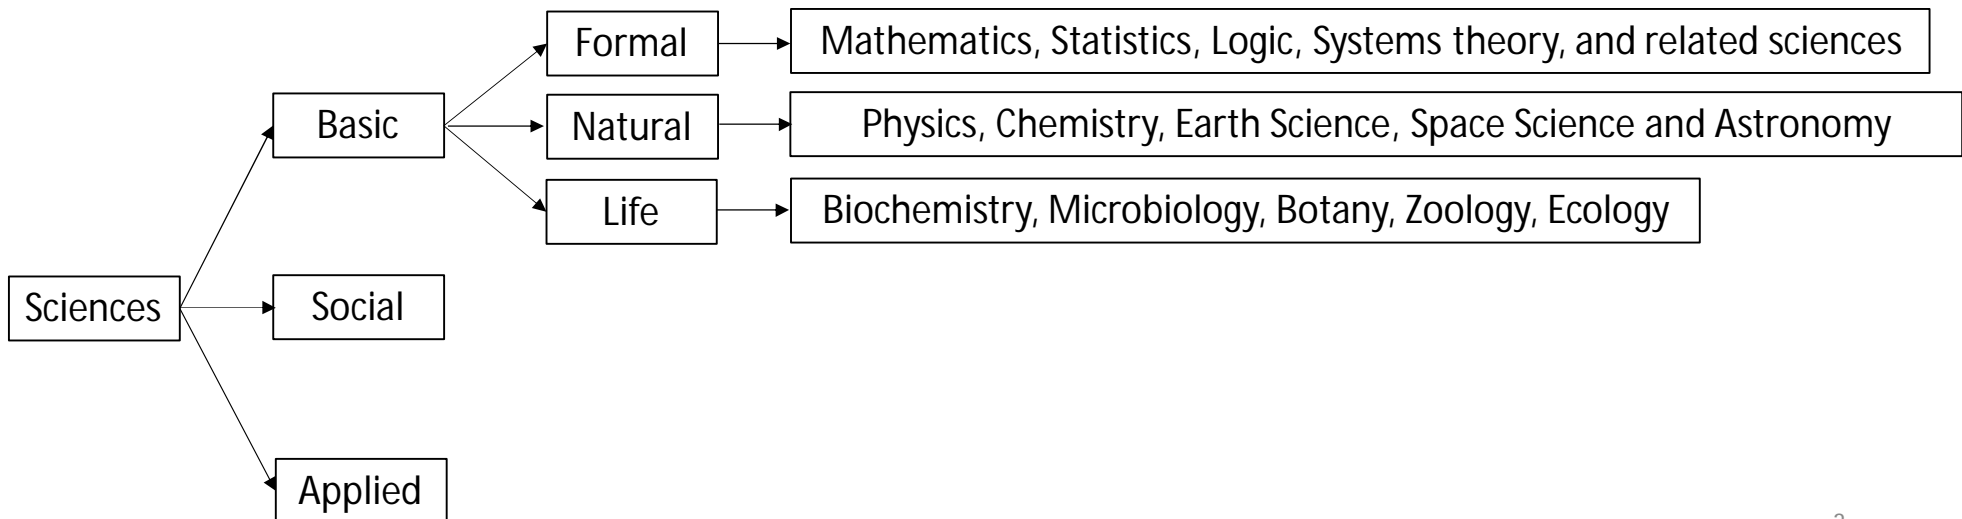 Formal
Mathematics, Statistics, Logic, Systems theory, and related sciences
Basic
Natural
Physics, Chemistry, Earth Science, Space Science and Astronomy
Life
Biochemistry, Microbiology, Botany, Zoology, Ecology
Sciences
Social
Applied